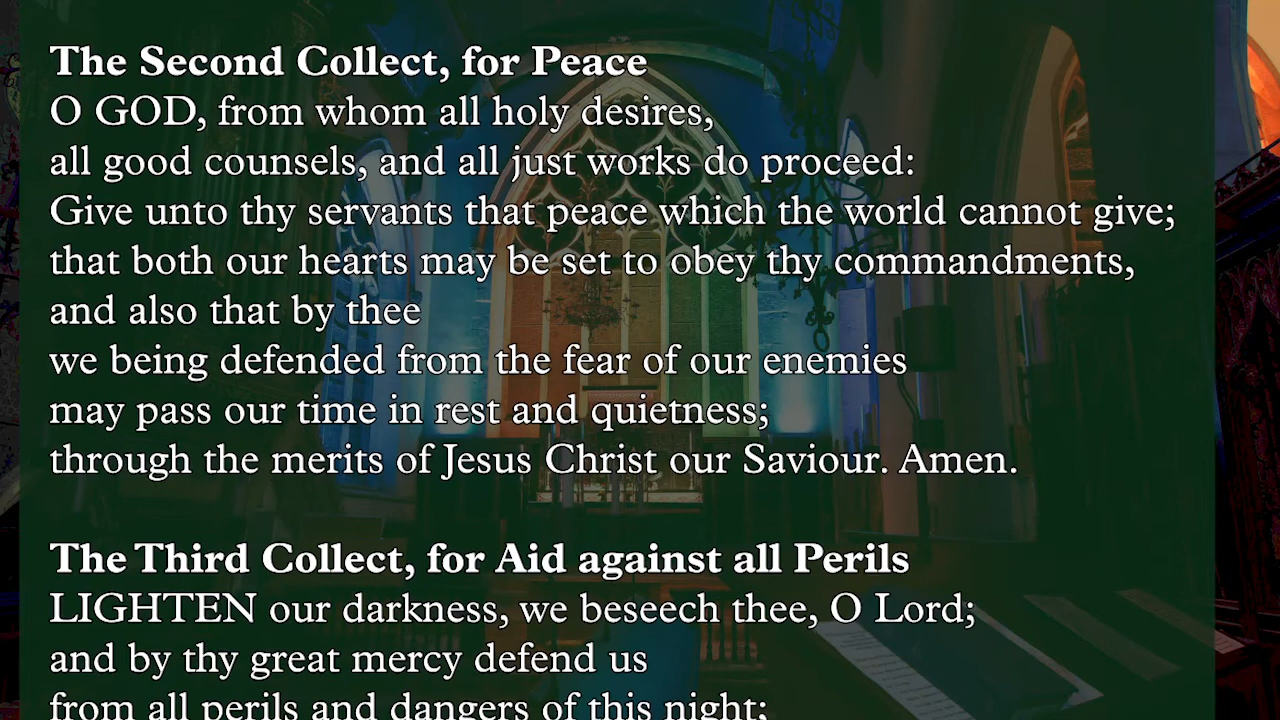 The Second Collect, for Peace
O GOD, from whom all holy desires,
all good counsels, and all just works do proceed:
Give unto thy servants that peace which the world cannot give;
that both our hearts may be set to obey thy commandments,
and also that by thee
we being defended from the fear of our enemies
may pass our time in rest and quietness;
through the merits of Jesus Christ our Saviour. Amen.
The Third Collect, for Aid against all Perils
LIGHTEN our darkness, we beseech thee, O Lord;
and by thy great mercy defend us
from all perils and dangers of this night;